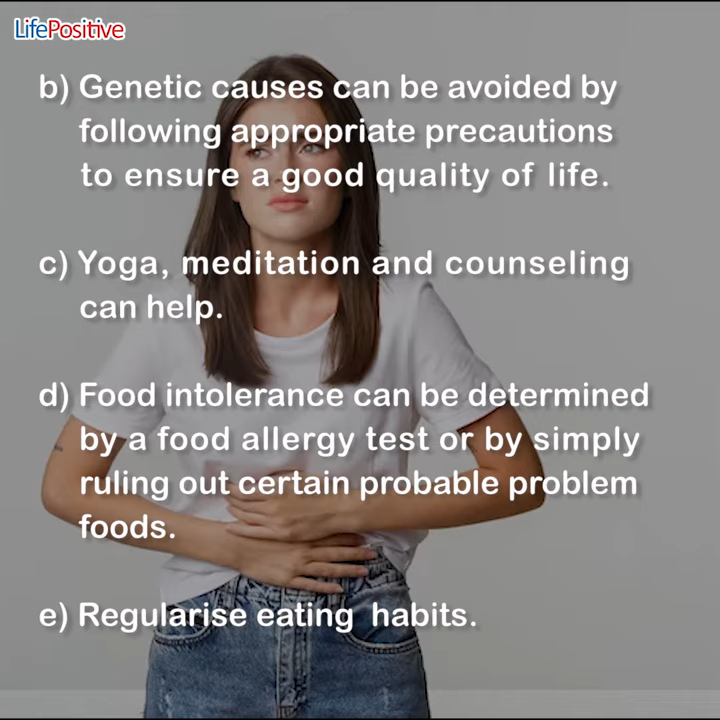 LifePositive
b) Genetic causes can be avoided by
following appropriate precautions
to ensure a good quality of life.
c) Yoga, meditation and counseling
can help.
d) Food intolerance can be determined
by a food allergy test or by simply
ruling out certain probable problem
foods.
e) Regularise eating habits.